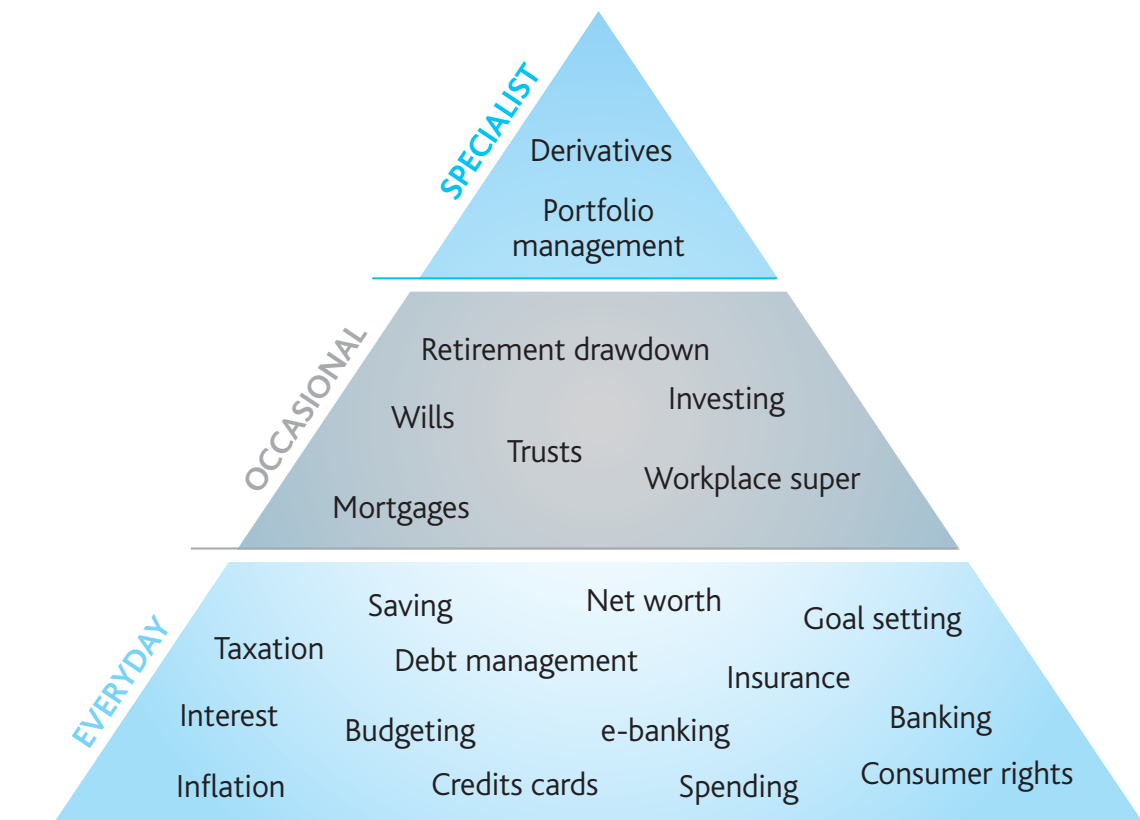 SPECIALIST
Derivatives
Portfolio
management
OCCASIONAL
Retirement drawdown
Investing
Wills
Trusts
Workplace super
Mortgages
EVERYDAY
Saving
Net worth
Goal setting
Taxation
Debt management
Insurance
Interest
Budgeting
e-banking
Banking
Inflation
Credits cards
Spending
Consumer rights